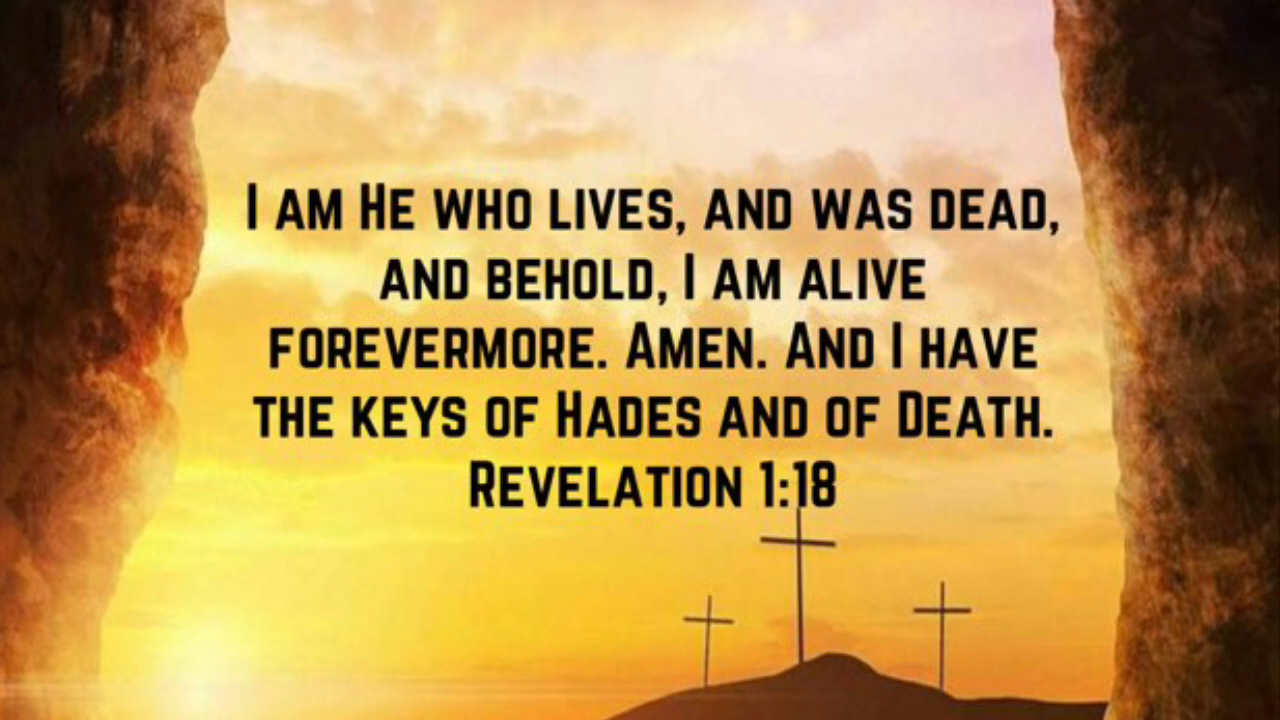 I am He who lives, and was dead,
and behold, I am alive
forevermore. Amen. And I have
the keys of Hades and of Death.
Revelation 1:18